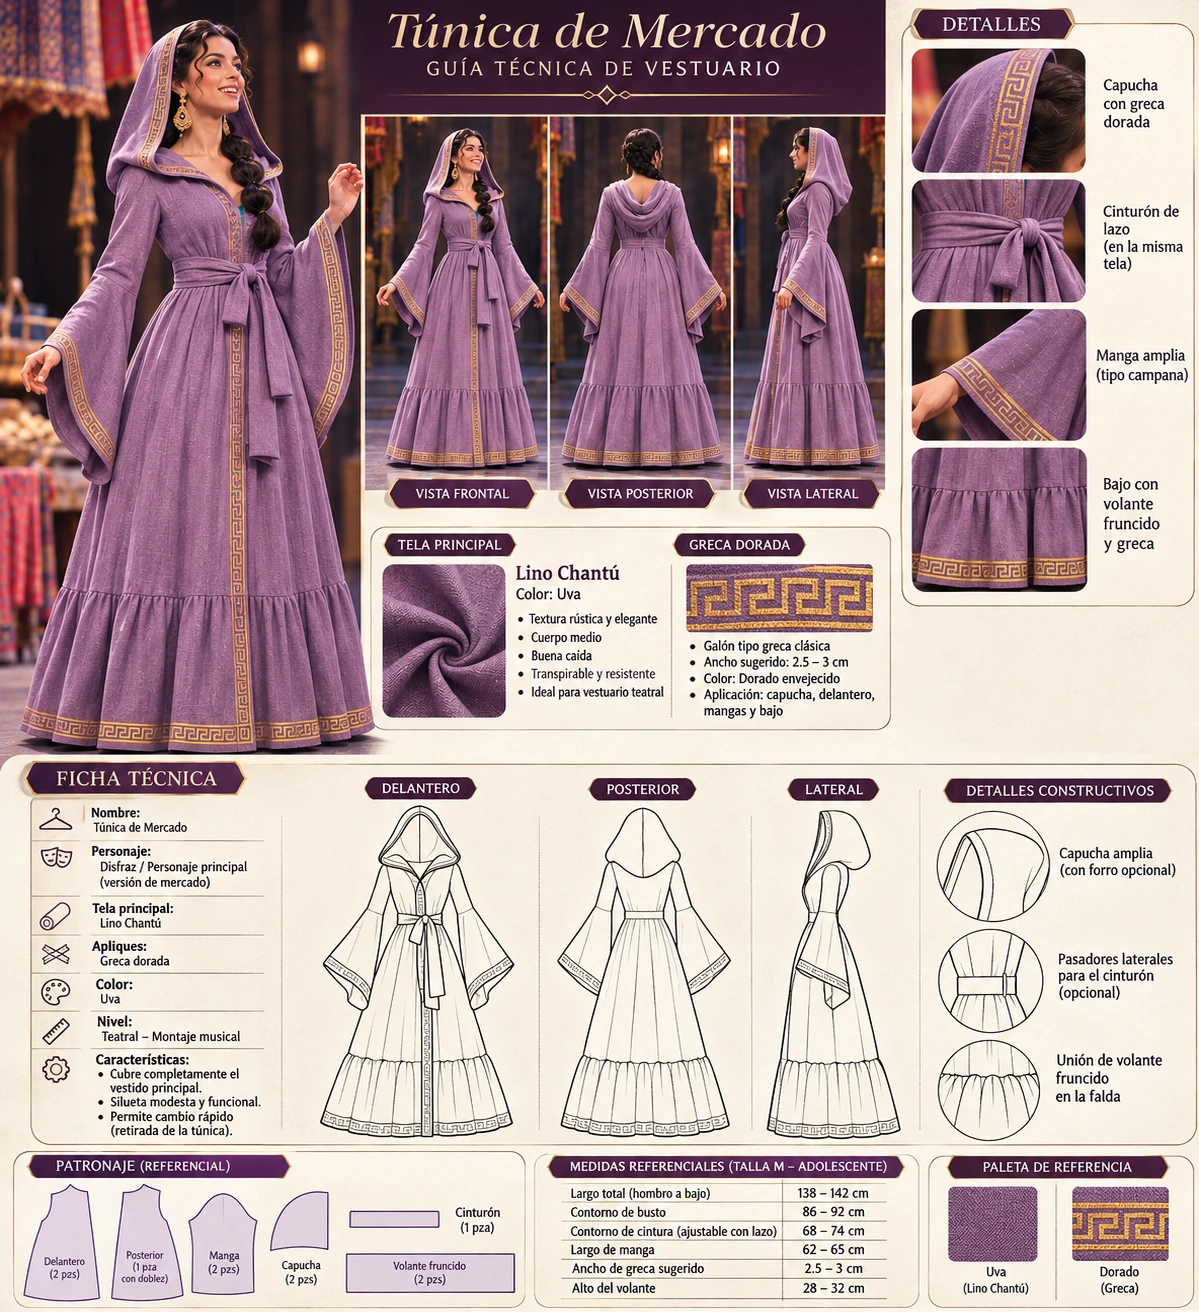 Túnica de Mercado
GUÍA TÉCNICA DE VESTUARIO
VISTA FRONTAL
VISTA POSTERIOR
VISTA LATERAL
DETALLES
Capucha
con greca
dorada
Cinturón de
lazo
(en la misma
tela)
Manga amplia
(tipo campana)
Bajo con
volante
fruncido
y greca
TELA PRINCIPAL
Lino Chantú
Color: Uva
• Textura rústica y elegante
• Cuerpo medio
• Buena caída
• Transpirable y resistente
• Ideal para vestuario teatral
GRECA DORADA
• Galón tipo greca clásica
• Ancho sugerido: 2.5 – 3 cm
• Color: Dorado envejecido
• Aplicación: capucha, delantero,
mangas y bajo
FICHA TÉCNICA
Nombre:
Túnica de Mercado
Personaje:
Disfraz / Personaje principal
(versión de mercado)
Tela principal:
Lino Chantú
Apliques:
Greca dorada
Color:
Uva
Nivel:
Teatral – Montaje musical
Características:
• Cubre completamente el
vestido principal.
• Silueta modesta y funcional.
• Permite cambio rápido
(retirada de la túnica).
DELANTERO
POSTERIOR
LATERAL
DETALLES CONSTRUCTIVOS
Capucha amplia
(con forro opcional)
Pasadores laterales
para el cinturón
(opcional)
Unión de volante
fruncido
en la falda
PATRONAJE (REFERENCIAL)
Delantero
(2 pzs)
Posterior
(1 pza
con doblez)
Manga
(2 pzs)
Capucha
(2 pzs)
Cinturón
(1 pza)
Volante fruncido
(2 pzs)
MEDIDAS REFERENCIALES (TALLA M – ADOLESCENTE)
Largo total (hombro a bajo) 138 – 142 cm
Contorno de busto 86 – 92 cm
Contorno de cintura (ajustable con lazo) 68 – 74 cm
Largo de manga 62 – 65 cm
Ancho de greca sugerido 2.5 – 3 cm
Alto del volante 28 – 32 cm
PALETA DE REFERENCIA
Uva
(Lino Chantú)
Dorado
(Greca)